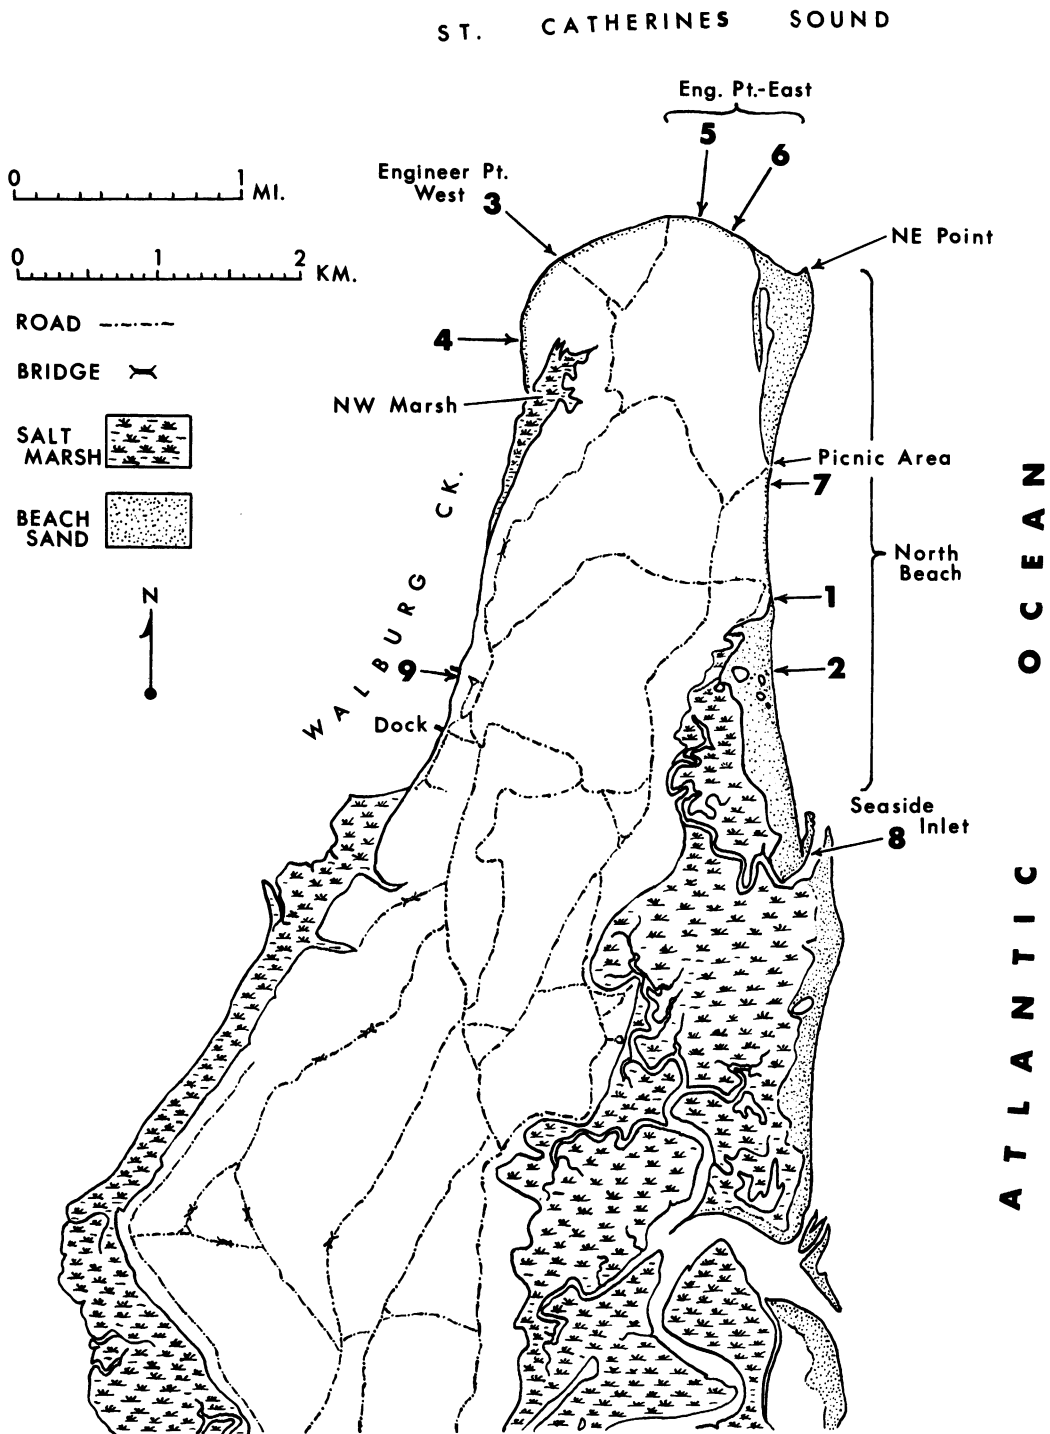 ST. CATHERINES SOUND
Eng. Pt.-East
5
6
Engineer Pt.
West 3
0 1 MI.
NE Point
0 1 2 KM.
ROAD
4
BRIDGE
NW Marsh
SALT
MARSH
Picnic Area
7
BEACH
SAND
WALBURG CK.
North
Beach
N
1
9
2
Dock
Seaside
Inlet
8
ATLANTIC OCEAN